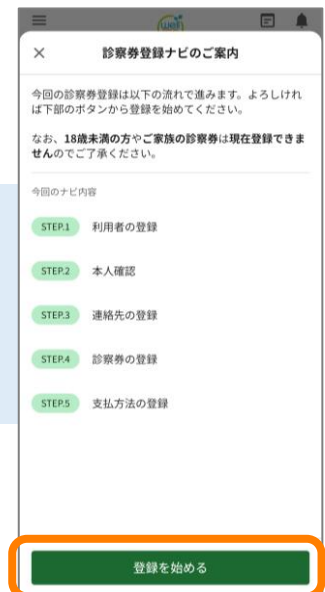 well
診察券登録ナビのご案内
今回の診察券登録は以下の流れで進みます。よろしけれ
ば下部のボタンから登録を始めてください。
なお、18歳未満の方やご家族の診察券は現在登録できま
せんのでご了承ください。
今回のナビ内容
STEP.1 利用者の登録
STEP.2 本人確認
STEP.3 連絡先の登録
STEP.4 診察券の登録
STEP.5 支払方法の登録
登録を始める